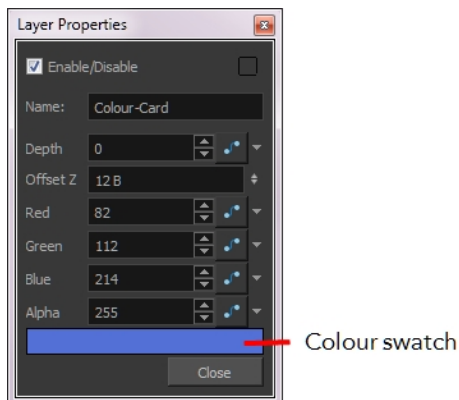 Layer Properties
Enable/Disable
Name: Colour-Card
Depth 0
Offset Z 12 B
Red 82
Green 112
Blue 214
Alpha 255
Colour swatch
Close